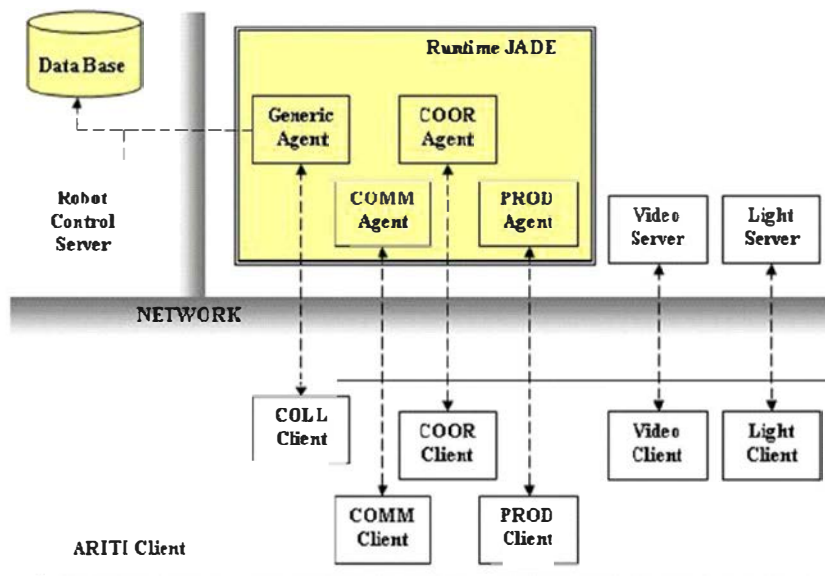 Runtime JADE
Data Base
Generic
Agent
COOR
Agent
COMM
Agent
PROD
Agent
Robot
Control
Server
Video
Server
Light
Server
NETWORK
COLL
Client
COOR
Client
Video
Client
Light
Client
COMM
Client
PROD
Client
ARITI Client